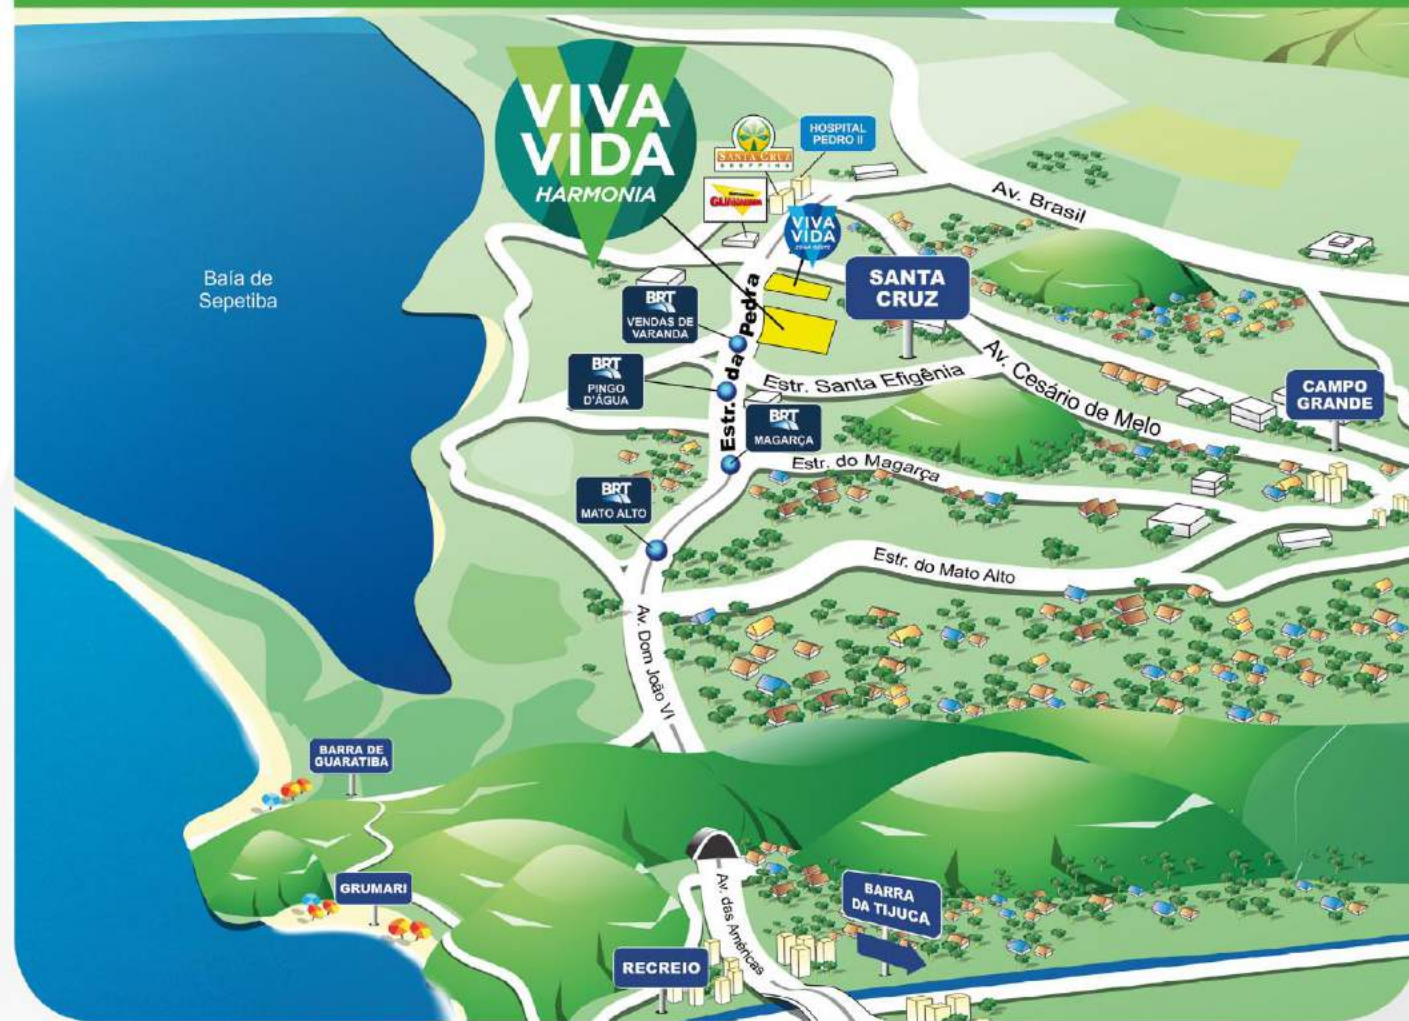 VIVA
VIDA
HARMONIA
SANTA CRUZ
SHOPPING
HOSPITAL
PEDRO II
GUANABARA
VIVA
VIDA
Av. Brasil
Baía de
Sepetiba
SANTA
CRUZ
BRT
VENDAS DE
VARANDA
Estr. da Pedra
BRT
PINGO
D'ÁGUA
Estr. Santa Efigênia
Av. Cesário de Melo
CAMPO
GRANDE
BRT
MAGARÇA
Estr. do Magarça
BRT
MATO ALTO
Estr. do Mato Alto
Av. Dom João VI
BARRA DE
GUARATIBA
GRUMARI
Av. das Américas
BARRA
DA TIJUCA
RECREIO